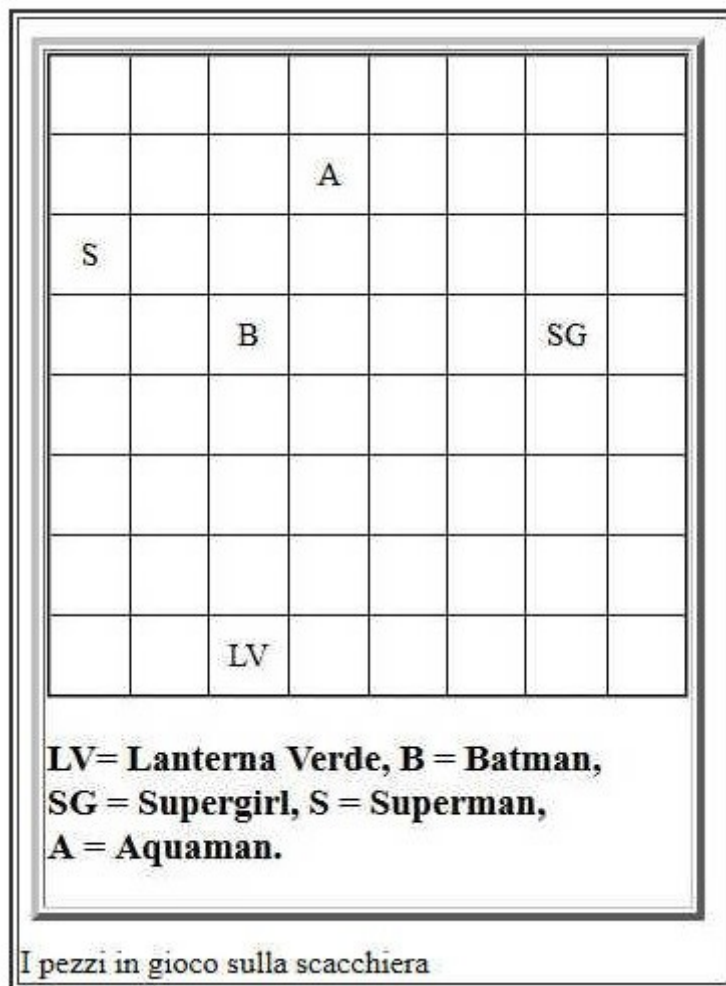 A
S
B SG
LV
LV= Lanterna Verde, B = Batman,
SG = Supergirl, S = Superman,
A = Aquaman.
I pezzi in gioco sulla scacchiera